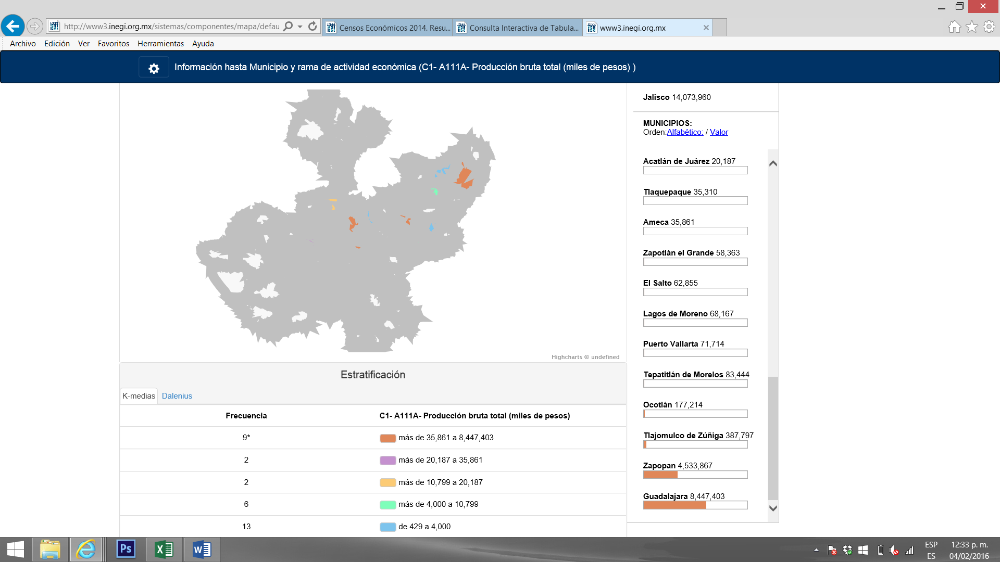 http://www3.inegi.org.mx/sistemas/componentes/mapa/defau
Censos Económicos 2014. Resu...
Consulta Interactiva de Tabula...
www3.inegi.org.mx
Archivo Edición Ver Favoritos Herramientas Ayuda
Información hasta Municipio y rama de actividad económica (C1- A111A- Producción bruta total (miles de pesos) )
Highcharts © undefined
Jalisco 14,073,960
MUNICIPIOS:
Orden:Alfabético: / Valor
Acatlán de Juárez 20,187
Tlaquepaque 35,310
Ameca 35,861
Zapotlán el Grande 58,363
El Salto 62,855
Lagos de Moreno 68,167
Puerto Vallarta 71,714
Tepatitlán de Morelos 83,444
Ocotlán 177,214
Tlajomulco de Zúñiga 387,797
Zapopan 4,533,867
Guadalajara 8,447,403
Estratificación
K-medias Dalenius
Frecuencia C1- A111A- Producción bruta total (miles de pesos)
9* más de 35,861 a 8,447,403
2 más de 20,187 a 35,861
2 más de 10,799 a 20,187
6 más de 4,000 a 10,799
13 de 429 a 4,000
Ps
ESP
ES
12:33 p. m.
04/02/2016